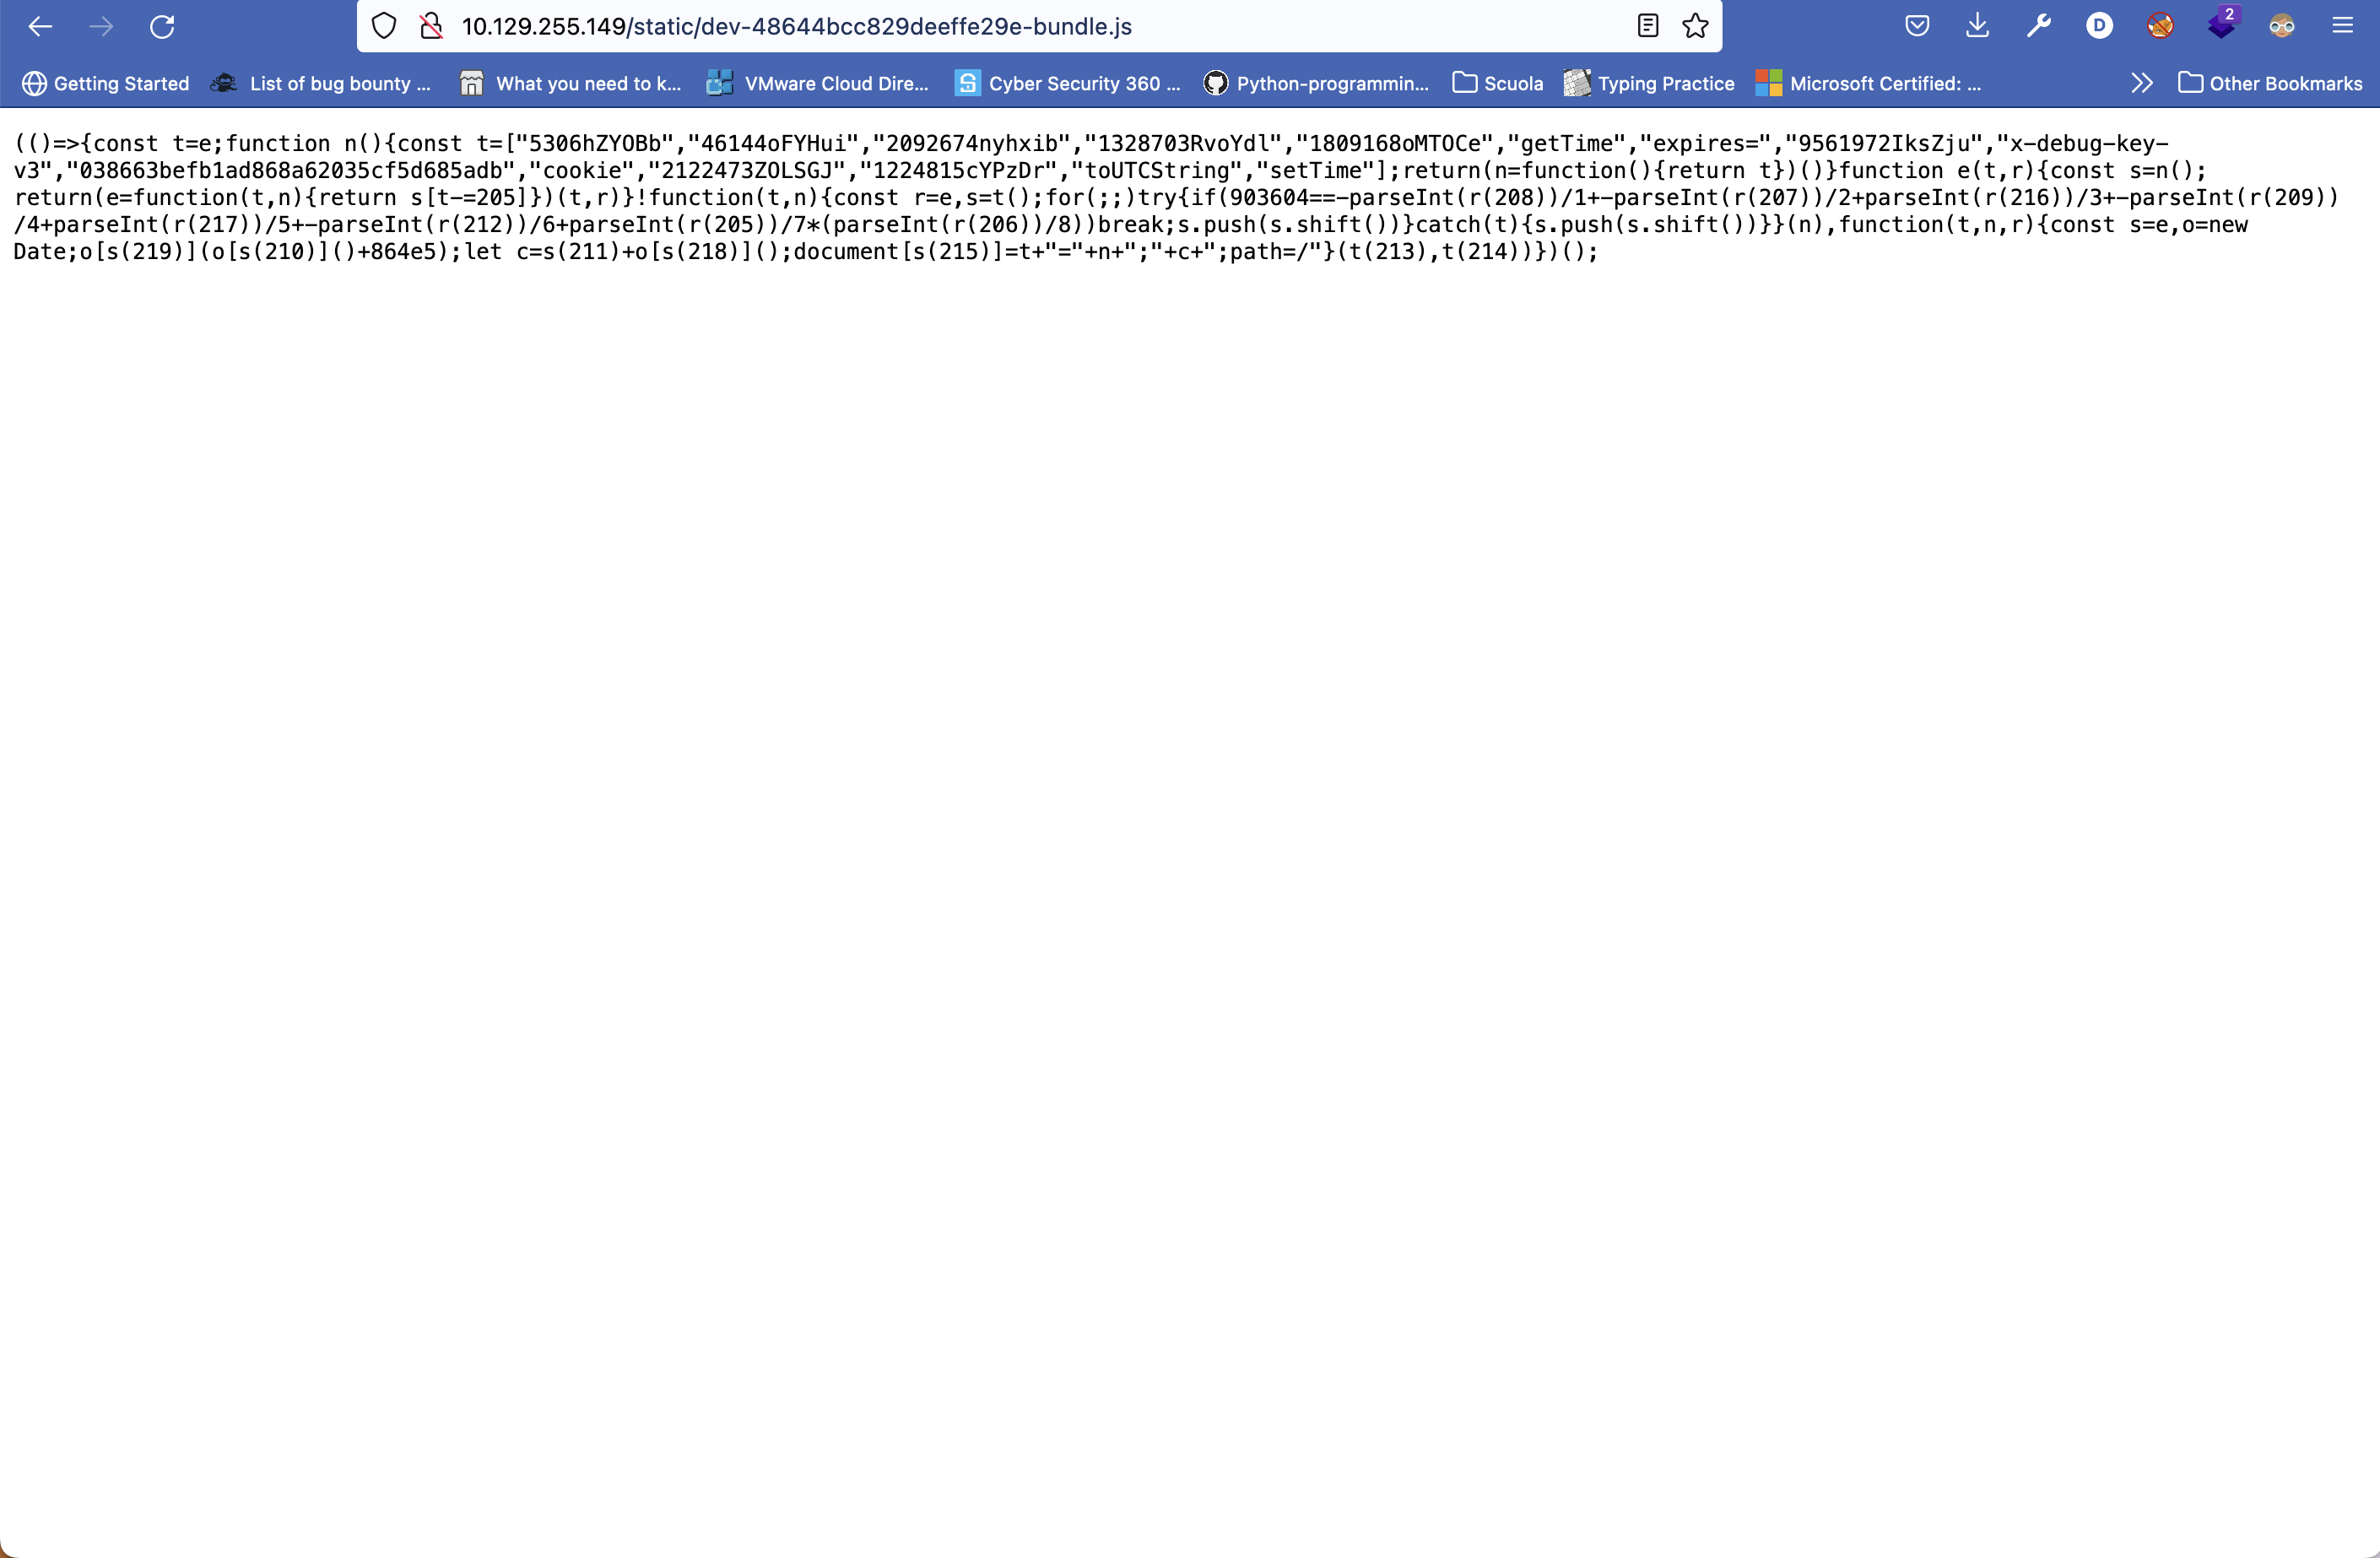 10.129.255.149/static/dev-48644bcc829deeffe29e-bundle.js
D
2
Getting Started
List of bug bounty ...
What you need to k...
VMware Cloud Dire...
Cyber Security 360 ...
Python-programmin...
Scuola
Typing Practice
Microsoft Certified: ...
Other Bookmarks
(()=>{const t=e;function n(){const t=["5306hZYOBb","46144oFYHui","2092674nyhxib","1328703RvoYdl","1809168oMTOCe","getTime","expires=","9561972IksZju","x-debug-key-
v3","038663befb1ad868a62035cf5d685adb","cookie","2122473ZOLSGJ","1224815cYPzDr","toUTCString","setTime"];return(n=function(){return t})()}function e(t,r){const s=n();
return(e=function(t,n){return s[t-=205]})(t,r)}!function(t,n){const r=e,s=t();for(;;)try{if(903604==-parseInt(r(208))/1+-parseInt(r(207))/2+parseInt(r(216))/3+-parseInt(r(209))
/4+parseInt(r(217))/5+-parseInt(r(212))/6+parseInt(r(205))/7*(parseInt(r(206))/8))break;s.push(s.shift())}catch(t){s.push(s.shift())}}(n),function(t,n,r){const s=e,o=new
Date;o[s(219)](o[s(210)]()+864e5);let c=s(211)+o[s(218)]();document[s(215)]=t+"="+n+";"+c+";path=/"}(t(213),t(214))})();